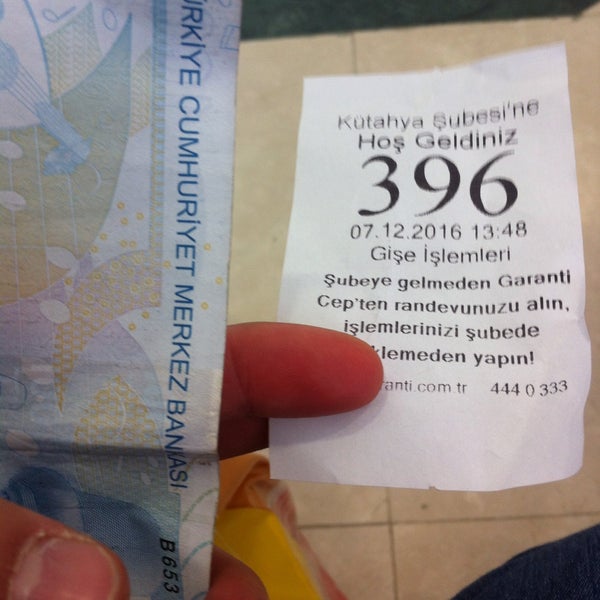 TÜRKİYE CUMHURİYET MERKEZ BANKASI
B653
Kütahya Şubesi'ne
Hoş Geldiniz
396
07.12.2016 13:48
Gişe İşlemleri
Şubeye gelmeden Garanti
Cep'ten randevunuzu alın,
işlemlerinizi şubede
yapın!
444 0 333